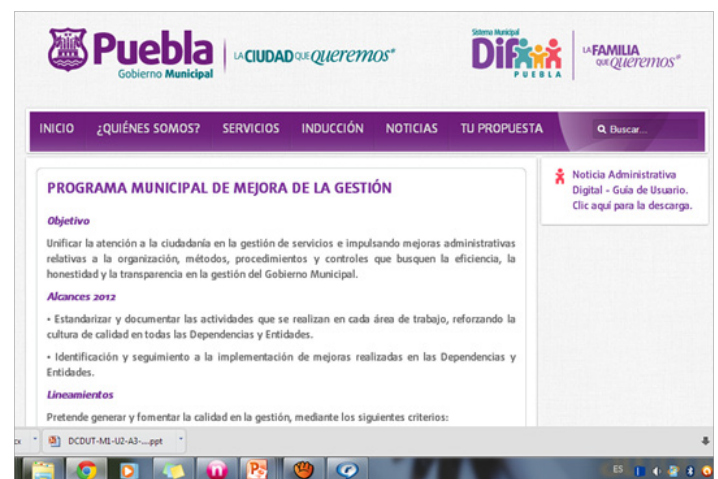 Puebla
Gobierno Municipal
LA CIUDAD QUE QUEREMOS
Sistema Municipal
Dif
PUEBLA
LA FAMILIA
QUE QUEREMOS
INICIO ¿QUIÉNES SOMOS? SERVICIOS INDUCCIÓN NOTICIAS TU PROPUESTA Buscar...
PROGRAMA MUNICIPAL DE MEJORA DE LA GESTIÓN
Objetivo
Unificar la atención a la ciudadanía en la gestión de servicios e impulsando mejoras administrativas
relativas a la organización, métodos, procedimientos y controles que busquen la eficiencia, la
honestidad y la transparencia en la gestión del Gobierno Municipal.
Alcances 2012
• Estandarizar y documentar las actividades que se realizan en cada área de trabajo, reforzando la
cultura de calidad en todas las Dependencias y Entidades.
• Identificación y seguimiento a la implementación de mejoras realizadas en las Dependencias y
Entidades.
Lineamientos
Pretende generar y fomentar la calidad en la gestión, mediante los siguientes criterios:
Noticia Administrativa
Digital - Guía de Usuario.
Clic aquí para la descarga.
DCDUT-M1-U2-A3-....ppt
ES